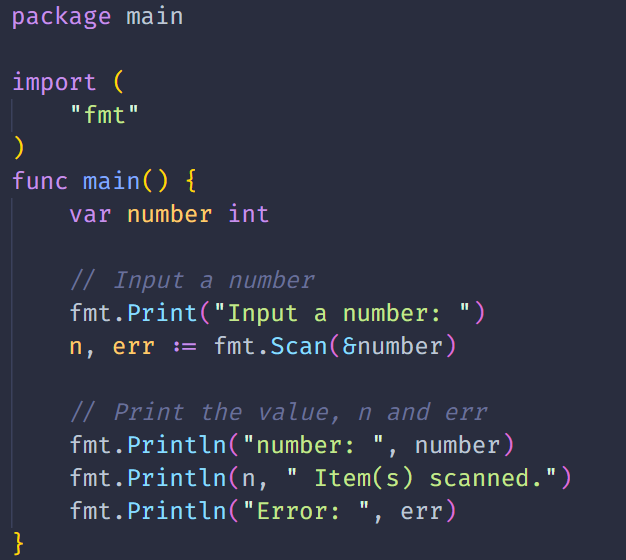 package main
import (
"fmt"
)
func main() {
var number int
// Input a number
fmt.Print("Input a number: ")
n, err := fmt.Scan(&number)
// Print the value, n and err
fmt.Println("number: ", number)
fmt.Println(n, " Item(s) scanned.")
fmt.Println("Error: ", err)
}